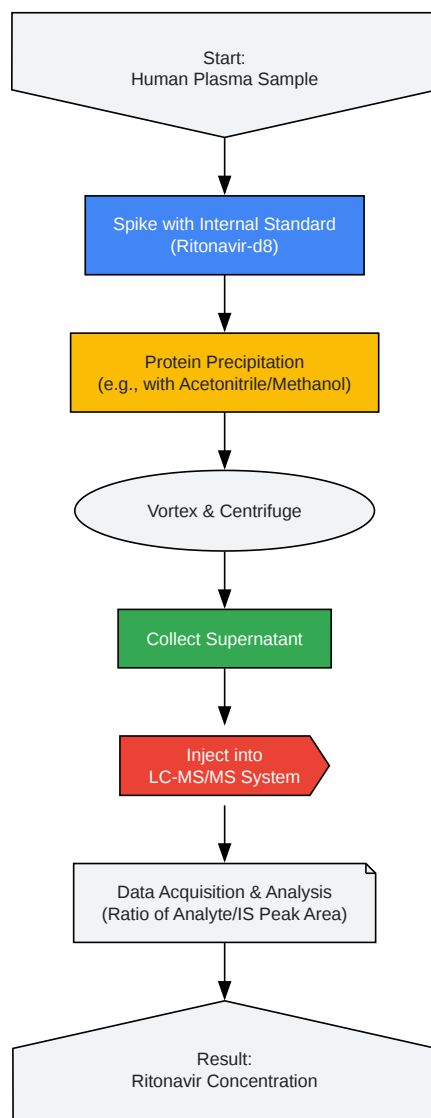 Start:
Human Plasma Sample
Spike with Internal Standard
(Ritonavir-d8)
Protein Precipitation
(e.g., with Acetonitrile/Methanol)
Vortex & Centrifuge
Collect Supernatant
Inject into
LC-MS/MS System
Data Acquisition & Analysis
(Ratio of Analyte/IS Peak Area)
Result:
Ritonavir Concentration